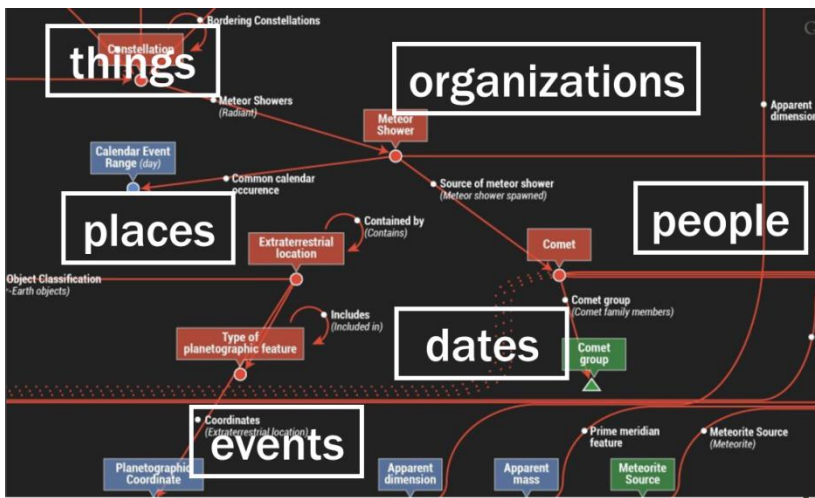 Bordering Constellations
Constellation
things
organizations
Meteor Showers
(Radiant)
Meteor
Shower
Apparent
dimension
Calendar Event
Range (day)
Common calendar
occurence
Source of meteor shower
(Meteor shower spawned)
places
people
Contained by
(Contains)
Extraterrestrial
location
Comet
Object Classification
-Earth objects)
Includes
(Included in)
Comet group
(Comet family members)
Type of
planetographic feature
dates
Comet
group
Coordinates
(Extraterrestrial location)
events
Prime meridian
feature
Meteorite Source
(Meteorite)
Planetographic
Coordinate
Apparent
dimension
Apparent
mass
Meteorite
Source